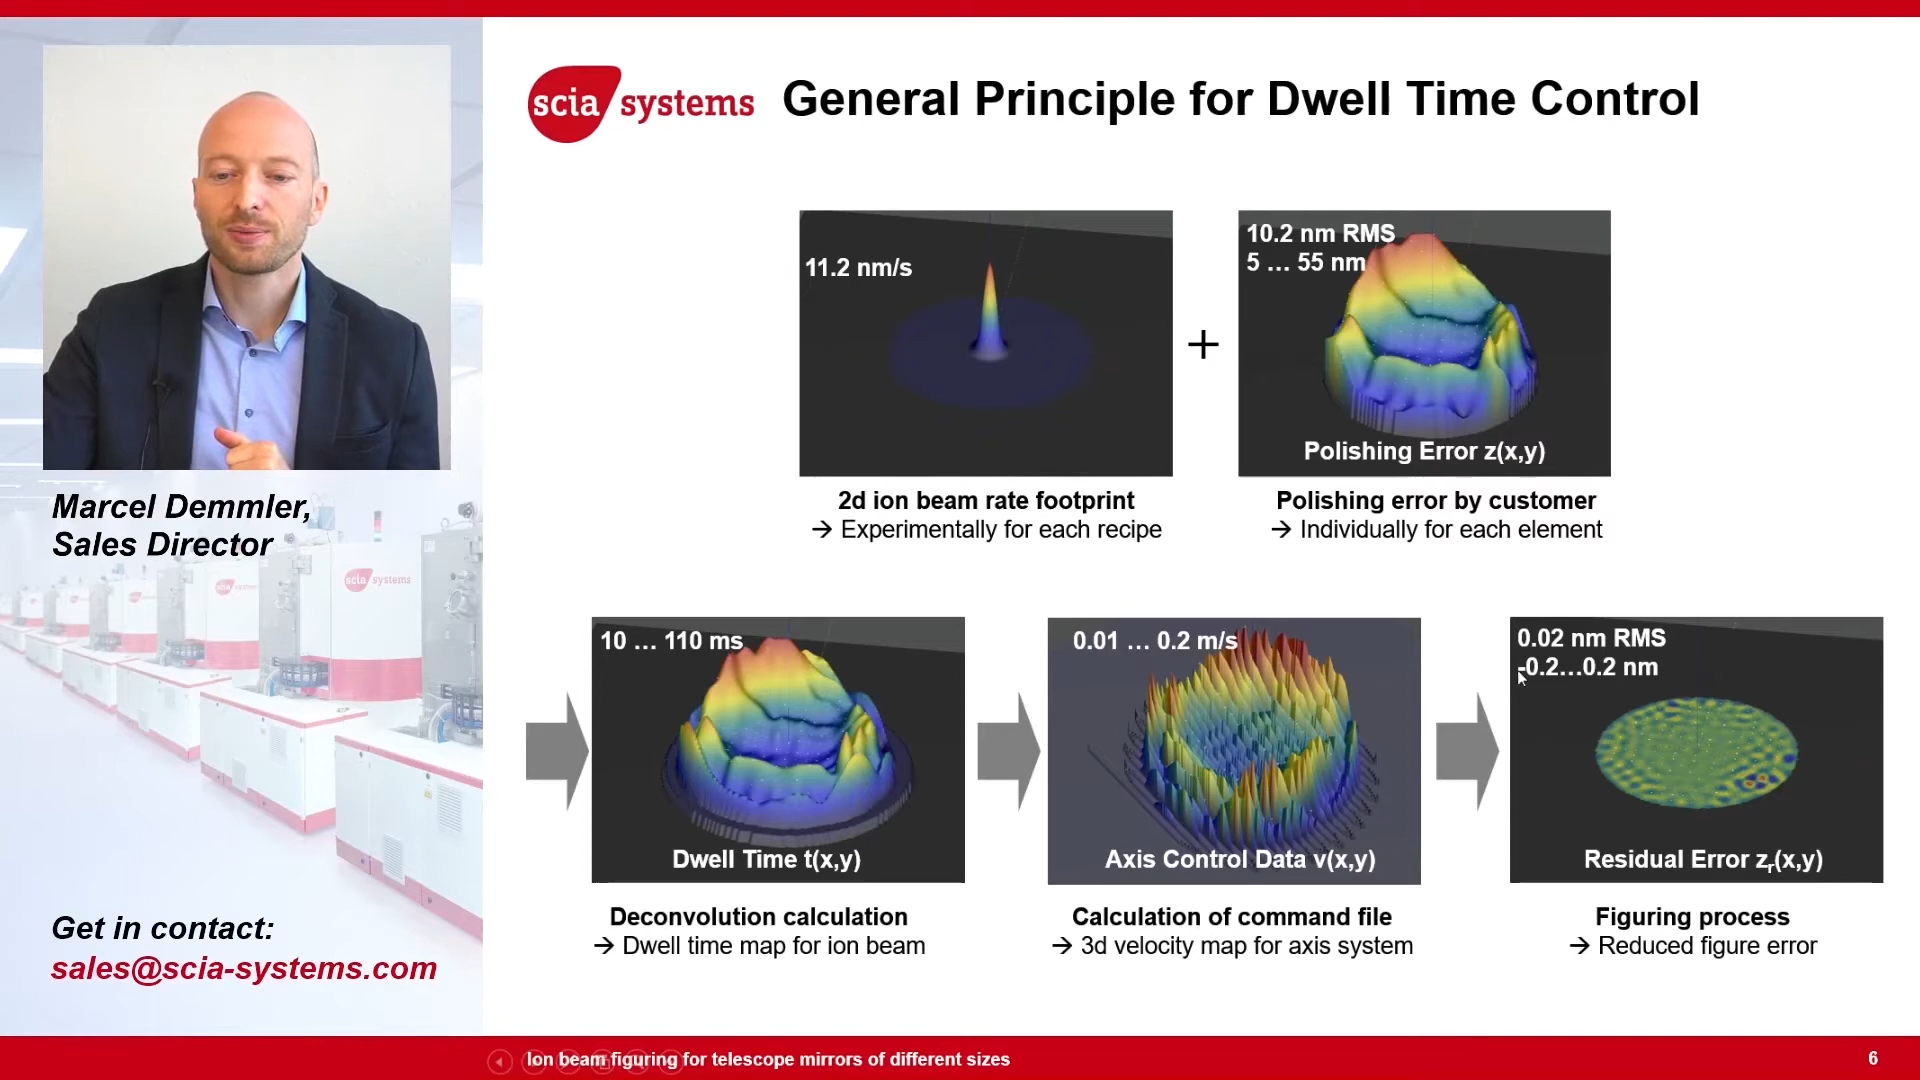 scia systems
General Principle for Dwell Time Control
11.2 nm/s
10.2 nm RMS
5 … 55 nm
+
Polishing Error z(x,y)
2d ion beam rate footprint
→ Experimentally for each recipe
Polishing error by customer
→ Individually for each element
10 … 110 ms
Dwell Time t(x,y)
0.01 … 0.2 m/s
Axis Control Data v(x,y)
0.02 nm RMS
-0.2…0.2 nm
Residual Error zr(x,y)
Deconvolution calculation
→ Dwell time map for ion beam
Calculation of command file
→ 3d velocity map for axis system
Figuring process
→ Reduced figure error
Marcel Demmler,
Sales Director
scia systems
scia systems
Get in contact:
sales@scia-systems.com
Ion beam figuring for telescope mirrors of different sizes
6